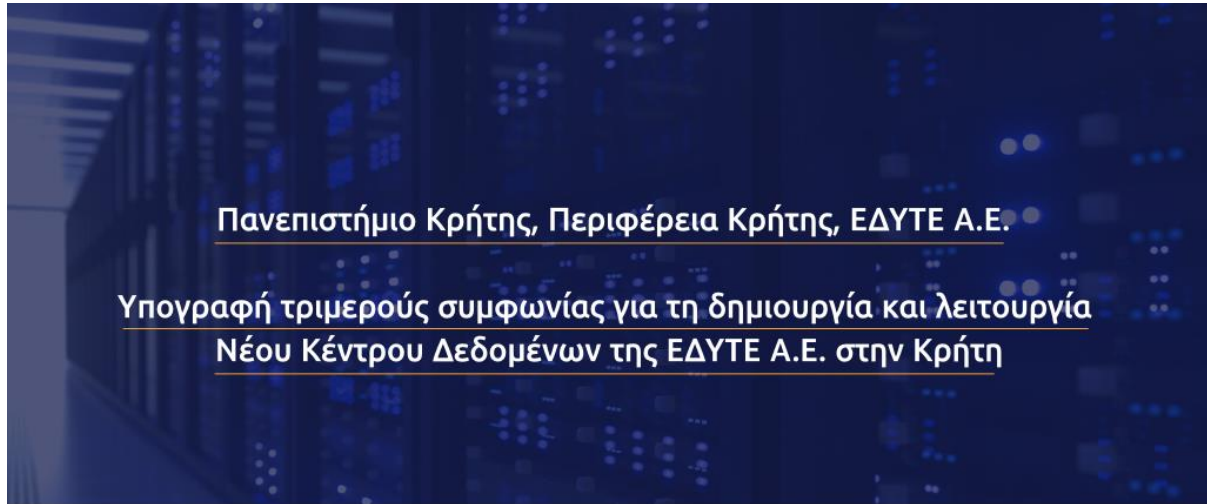 Πανεπιστήμιο Κρήτης, Περιφέρεια Κρήτης, ΕΔΥΤΕ Α.Ε.
Υπογραφή τριμερούς συμφωνίας για τη δημιουργία και λειτουργία
Νέου Κέντρου Δεδομένων της ΕΔΥΤΕ Α.Ε. στην Κρήτη